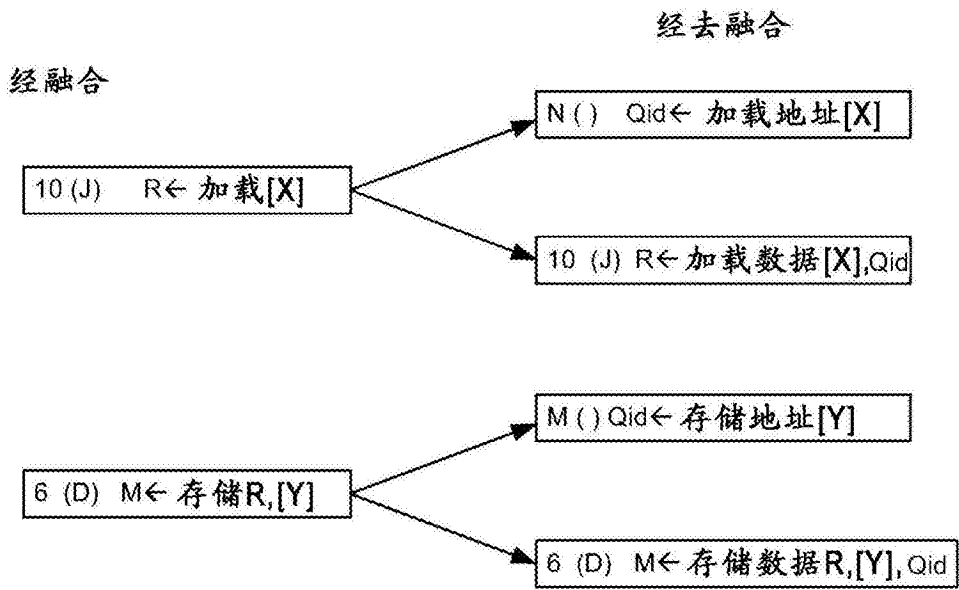 经去融合
经融合
N ( ) Qid← 加载地址[X]
10 (J) R← 加载[X]
10 (J) R←加载数据[X],Qid
M ( ) Qid←存储地址[Y]
6 (D) M←存储R,[Y]
6 (D) M←存储数据R,[Y], Qid